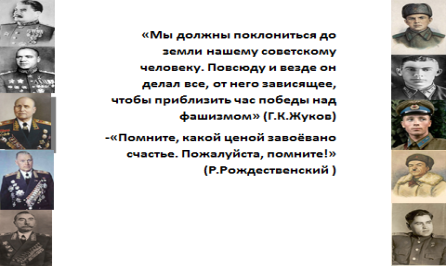 «Мы должны поклониться до
земли нашему советскому
человеку. Повсюду и везде он
делал все, от него зависящее,
чтобы приблизить час победы над
фашизмом» (Г.К.Жуков)
-«Помните, какой ценой завоёвано
счастье. Пожалуйста, помните!»
(Р.Рождественский )